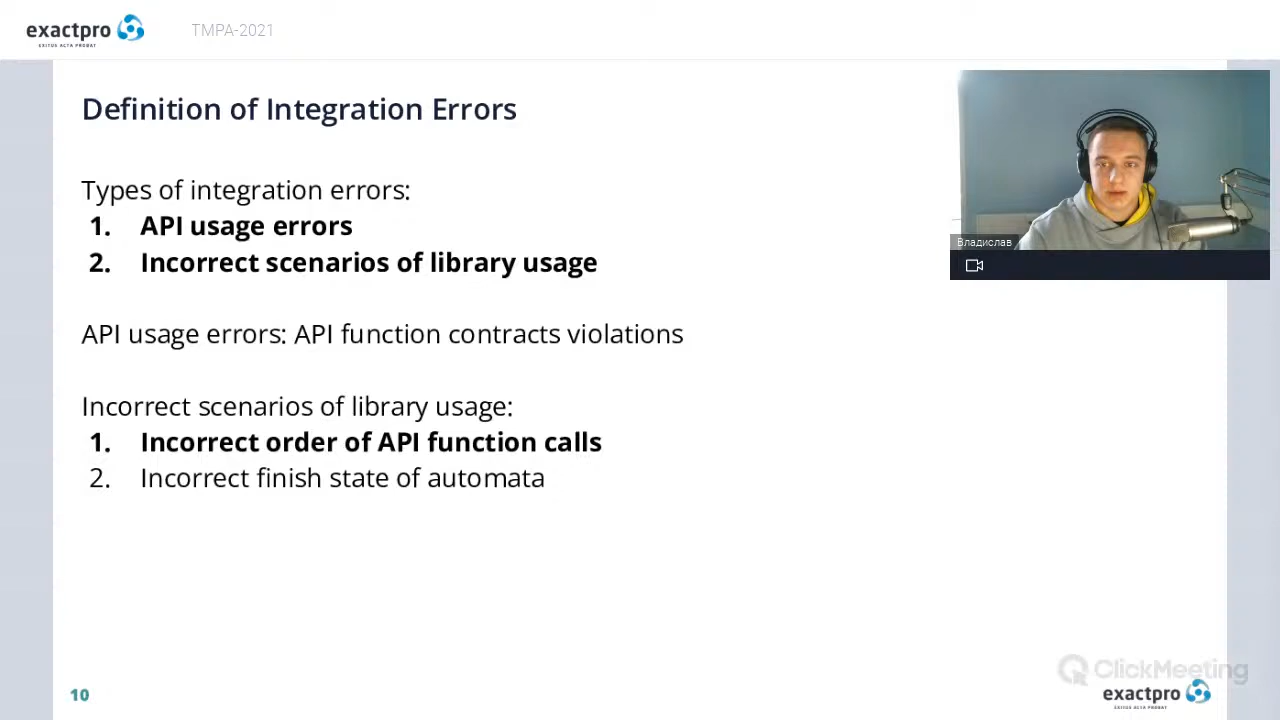 exactpro
EXITUS ACTA PROBAT
TMPA-2021
Definition of Integration Errors
Types of integration errors:
1. API usage errors
2. Incorrect scenarios of library usage
Владислав
API usage errors: API function contracts violations
Incorrect scenarios of library usage:
1. Incorrect order of API function calls
2. Incorrect finish state of automata
ClickMeeting
10
exactpro
EXITUS ACTA PROBAT